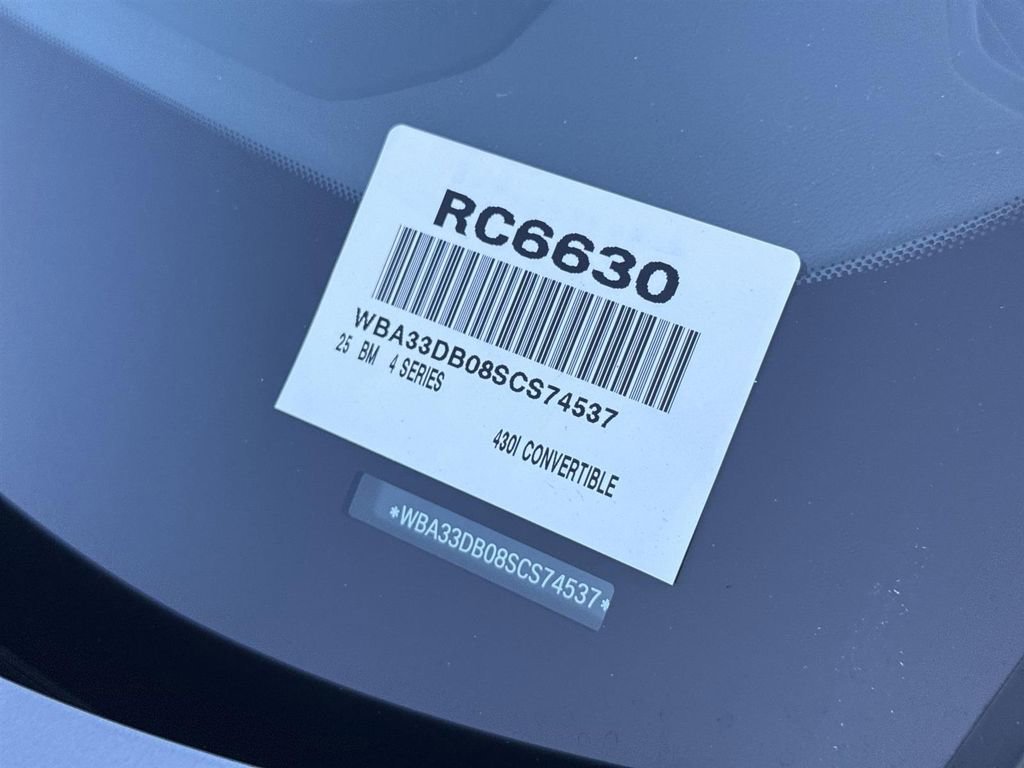 RC6630
WBA33DB08SCS74537
25 BM 4 SERIES
430I CONVERTIBLE
*WBA33DB08SCS74537*